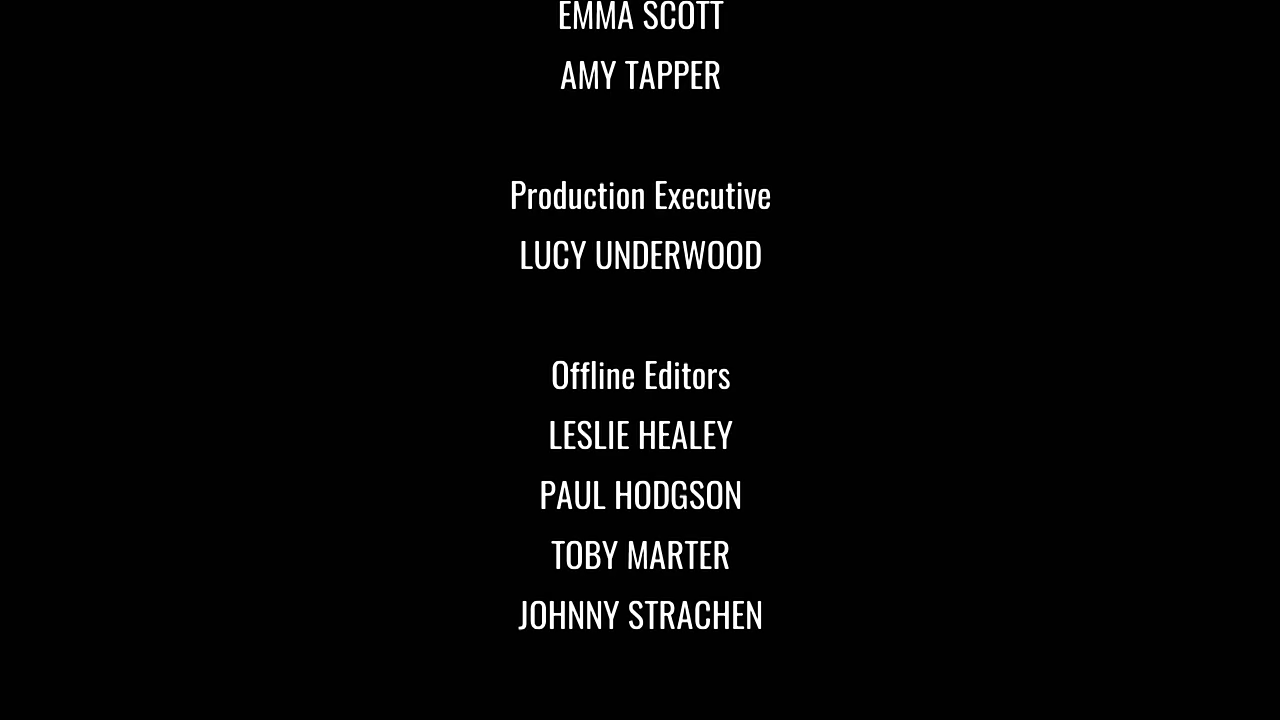 EMMA SCOTT
AMY TAPPER
Production Executive
LUCY UNDERWOOD
Offline Editors
LESLIE HEALEY
PAUL HODGSON
TOBY MARTER
JOHNNY STRACHEN